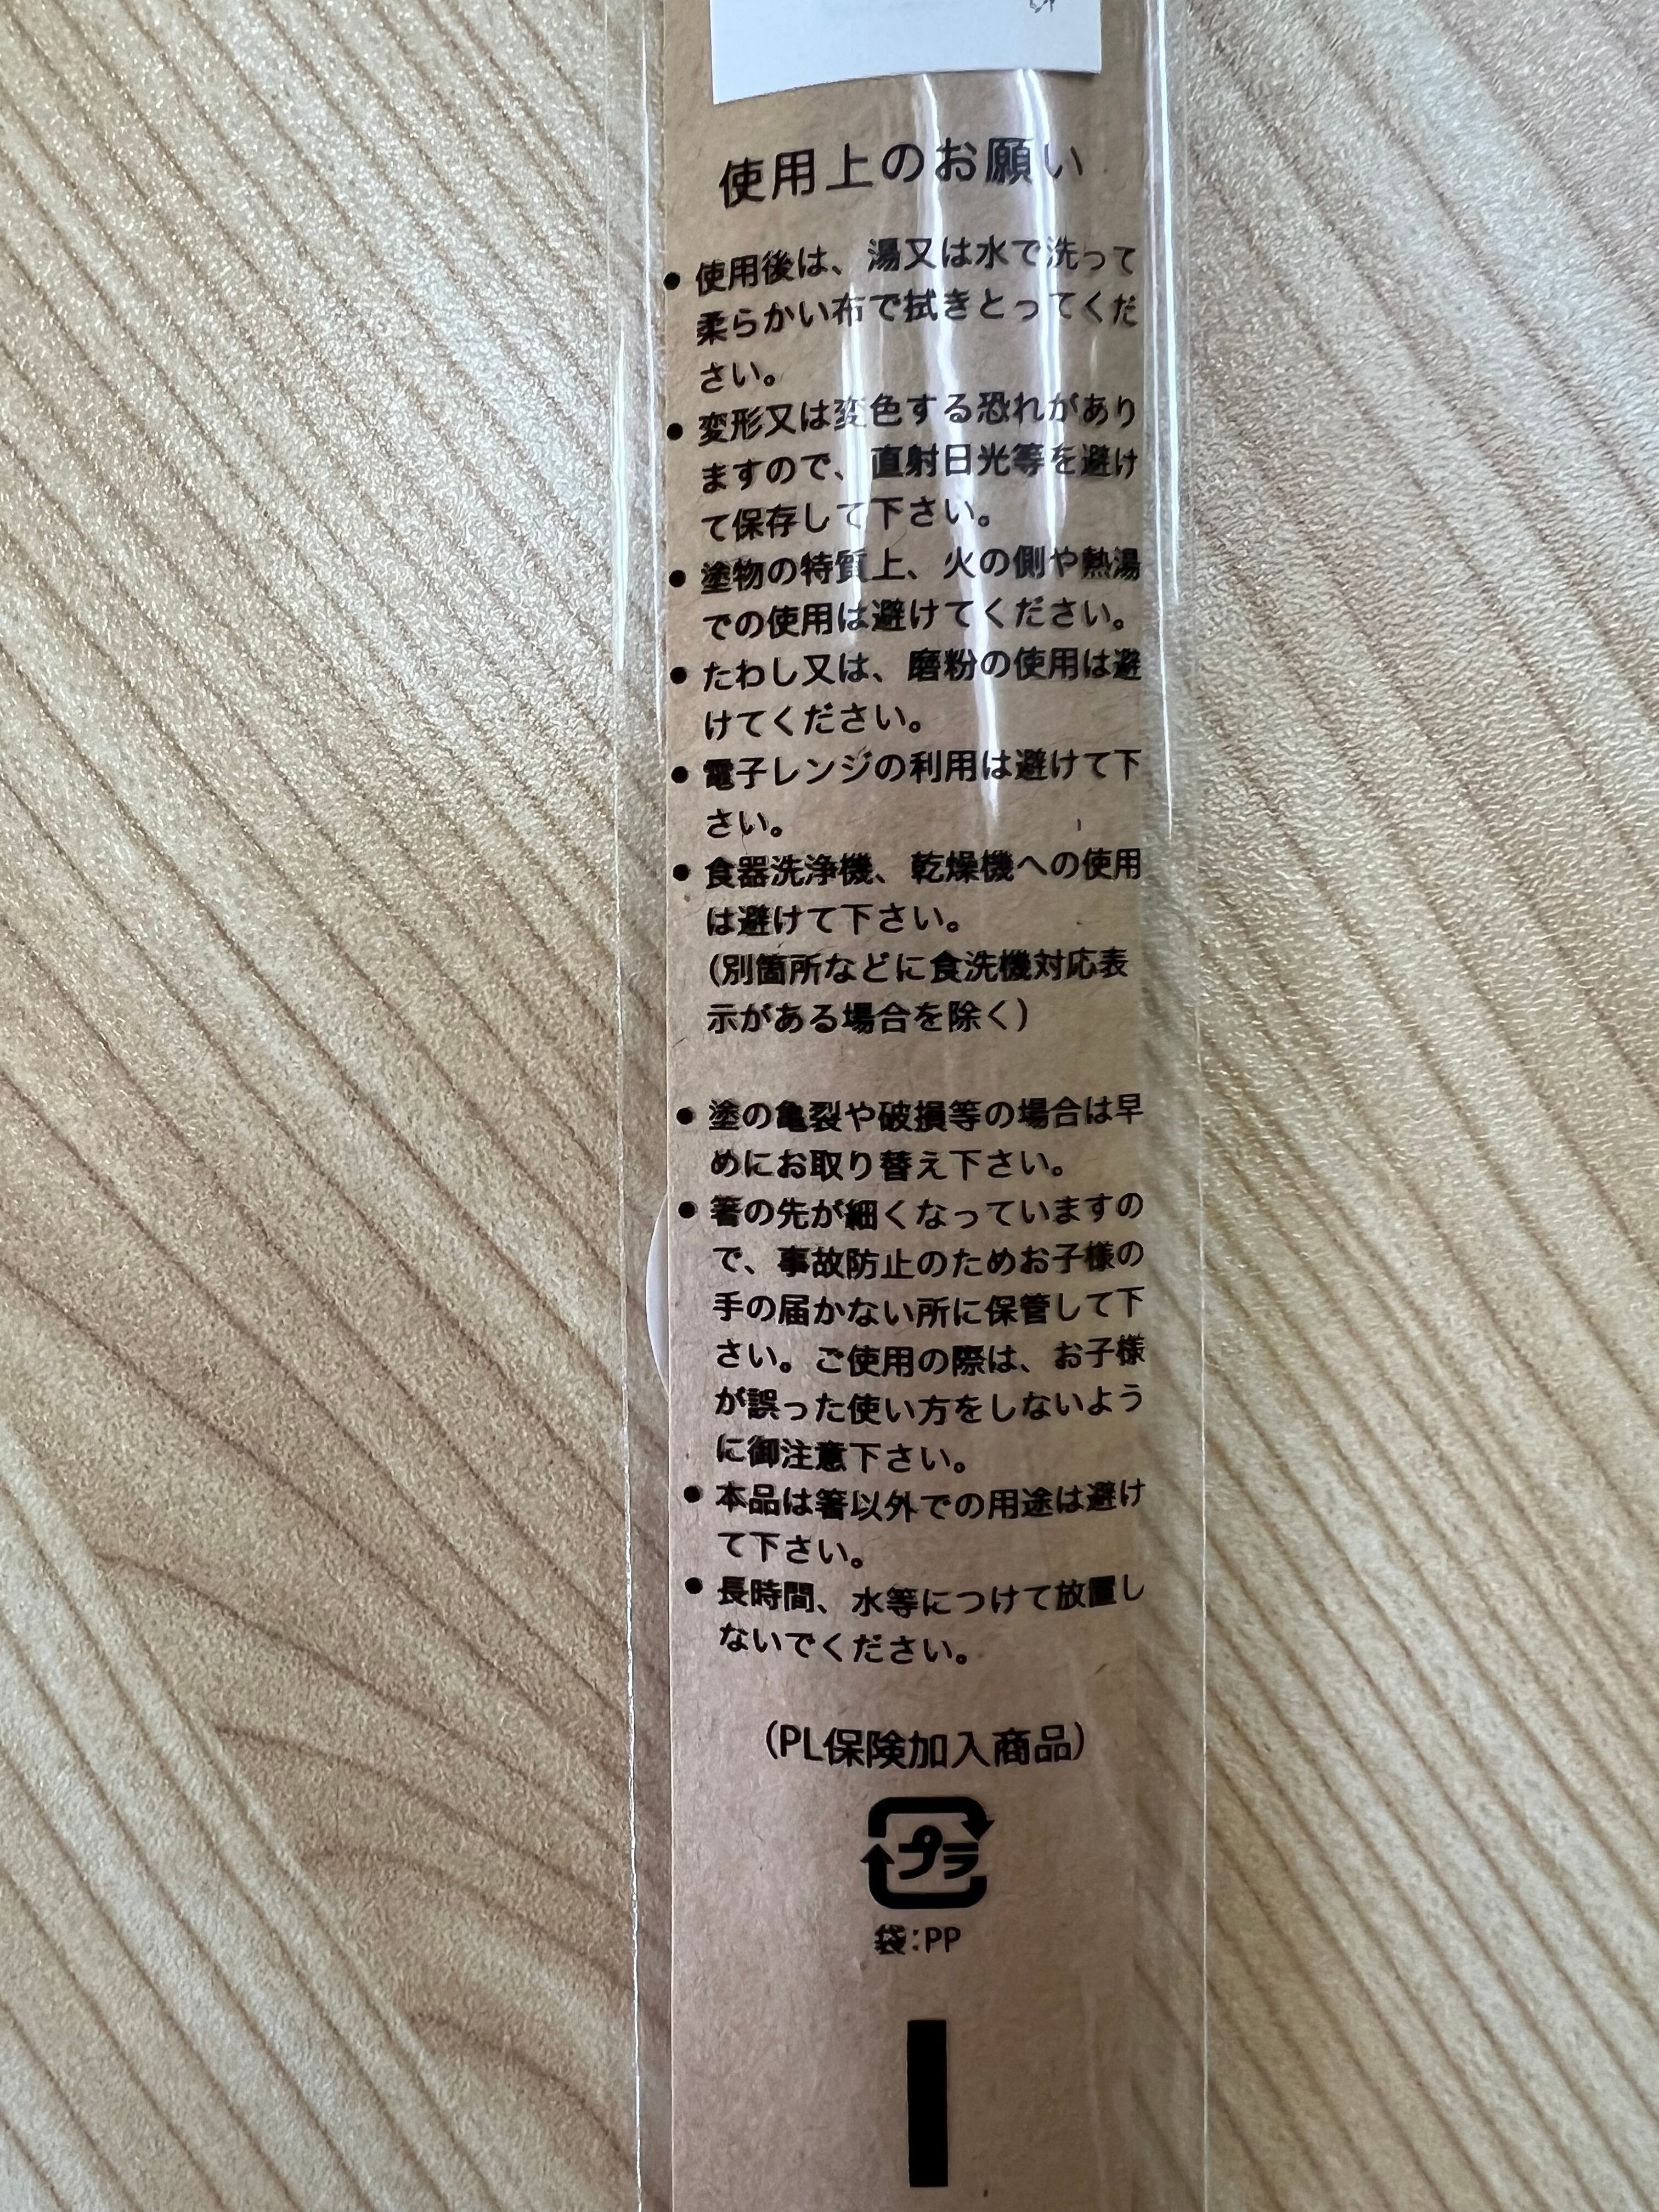 使用上のお願い
● 使用後は、湯又は水で洗って
柔らかい布で拭きとってくだ
さい。
● 変形又は変色する恐れがあり
ますので、直射日光等を避け
て保存して下さい。
● 塗物の特質上、火の側や熱湯
での使用は避けてください。
● たわし又は、磨粉の使用は避
けてください。
● 電子レンジの利用は避けて下
さい。
● 食器洗浄機、乾燥機への使用
は避けて下さい。
(別箇所などに食洗機対応表
示がある場合を除く)
● 塗の亀裂や破損等の場合は早
めにお取り替え下さい。
● 箸の先が細くなっていますの
で、事故防止のためお子様の
手の届かない所に保管して下
さい。ご使用の際は、お子様
が誤った使い方をしないよう
に御注意下さい。
● 本品は箸以外での用途は避け
て下さい。
● 長時間、水等につけて放置し
ないでください。
(PL保険加入商品)
プラ
袋:PP